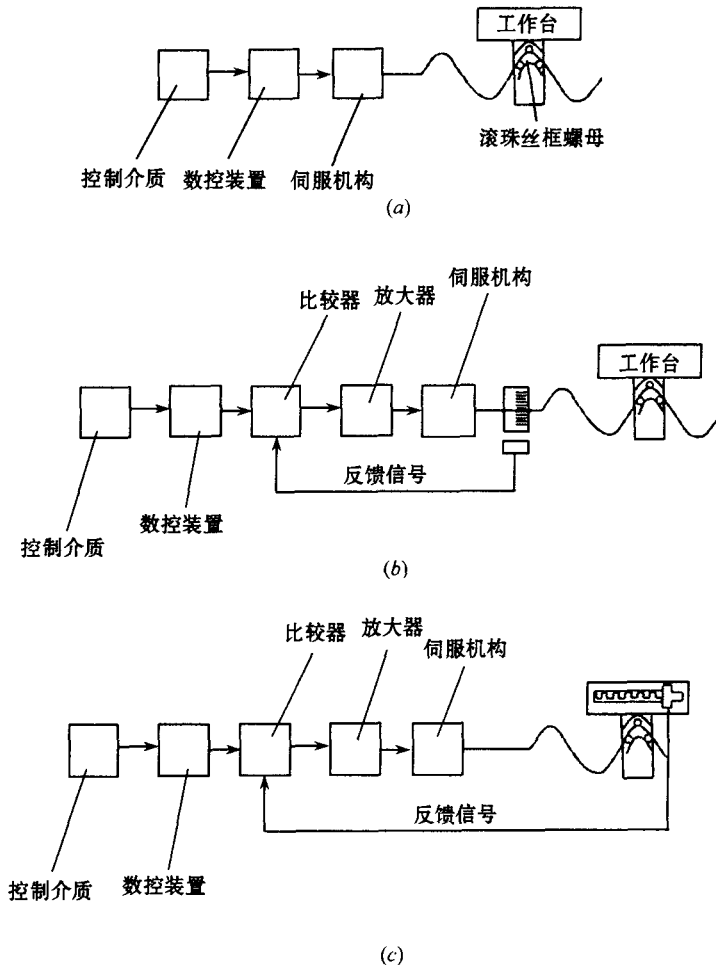 工作台
滚珠丝框螺母
控制介质
数控装置
伺服机构
(a)
比较器
放大器
伺服机构
工作台
反馈信号
数控装置
控制介质
(b)
比较器
放大器
伺服机构
反馈信号
控制介质
数控装置
(c)